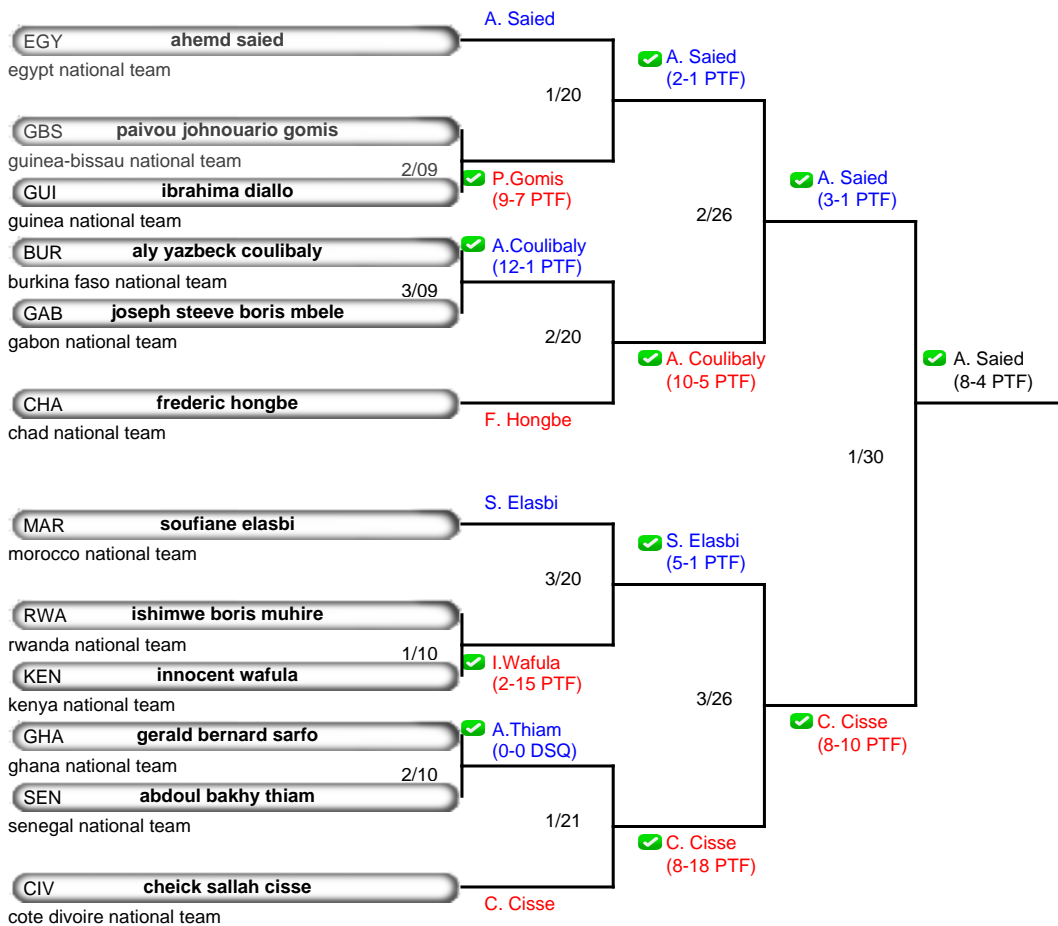 A. Saied
EGY ahemd saied
egypt national team
A. Saied
(2-1 PTF)
1/20
GBS paivou johnouario gomis
guinea-bissau national team
2/09
P.Gomis
(9-7 PTF)
GUI ibrahima diallo
guinea national team
A. Saied
(3-1 PTF)
2/26
BUR aly yazbeck coulibaly
burkina faso national team
A.Coulibaly
(12-1 PTF)
3/09
GAB joseph steeve boris mbele
gabon national team
2/20
A. Coulibaly
(10-5 PTF)
A. Saied
(8-4 PTF)
CHA frederic hongbe
chad national team
F. Hongbe
1/30
S. Elasbi
MAR soufiane elasbi
morocco national team
S. Elasbi
(5-1 PTF)
3/20
RWA ishimwe boris muhire
rwanda national team
1/10
I.Wafula
(2-15 PTF)
KEN innocent wafula
kenya national team
3/26
C. Cisse
(8-10 PTF)
GHA gerald bernard sarfo
ghana national team
A.Thiam
(0-0 DSQ)
2/10
SEN abdoul bakhy thiam
senegal national team
1/21
C. Cisse
(8-18 PTF)
CIV cheick sallah cisse
cote divoire national team
C. Cisse